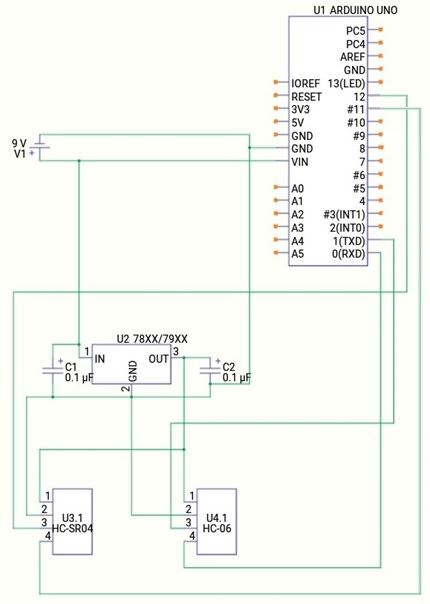 U1 ARDUINO UNO
PC5
PC4
AREF
GND
IOREF 13(LED)
RESET 12
3V3 #11
5V #10
GND #9
GND 8
VIN 7
#6
A0 #5
A1 4
A2 #3(INT1)
A3 2(INT0)
A4 1(TXD)
A5 0(RXD)
9 V
V1 +
U2 78XX/79XX
1 IN OUT 3
GND
2
+
C1
0.1 µF
+
C2
0.1 µF
1
2
3
4
U3.1
HC-SR04
1
2
3
4
U4.1
HC-06